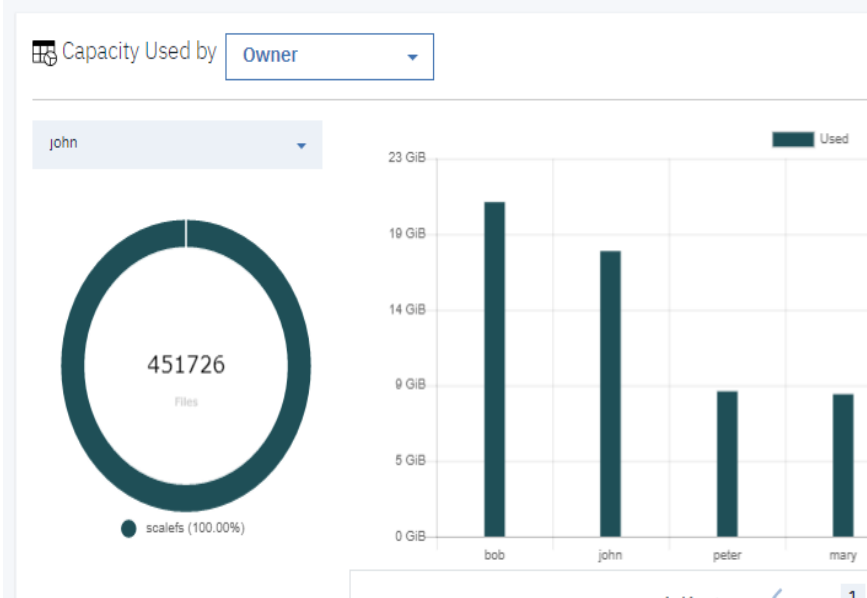 Capacity Used by Owner
john
Used
23 GiB
19 GiB
14 GiB
9 GiB
5 GiB
0 GiB
bob john peter mary
451726
Files
scalefs (100.00%)
1